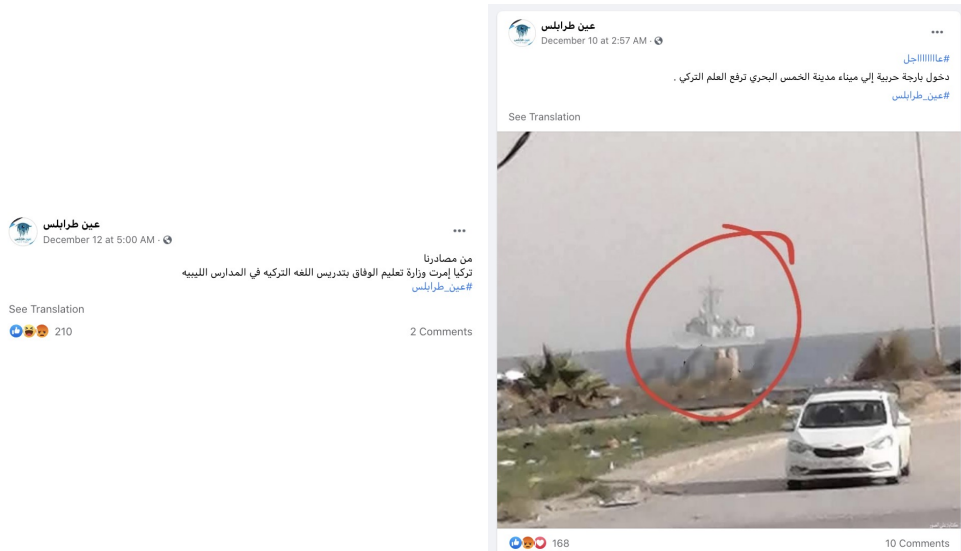 عين طرابلس
December 12 at 5:00 AM ·
من مصادرنا
تركيا إمرت وزارة تعليم الوفاق بتدريس اللغه التركيه في المدارس الليبيه
#عين_طرابلس
See Translation
210
2 Comments
عين طرابلس
December 10 at 2:57 AM ·
#عاااااااجل
دخول بارجة حربية إلي ميناء مدينة الخمس البحري ترفع العلم التركي .
#عين_طرابلس
See Translation
168
10 Comments